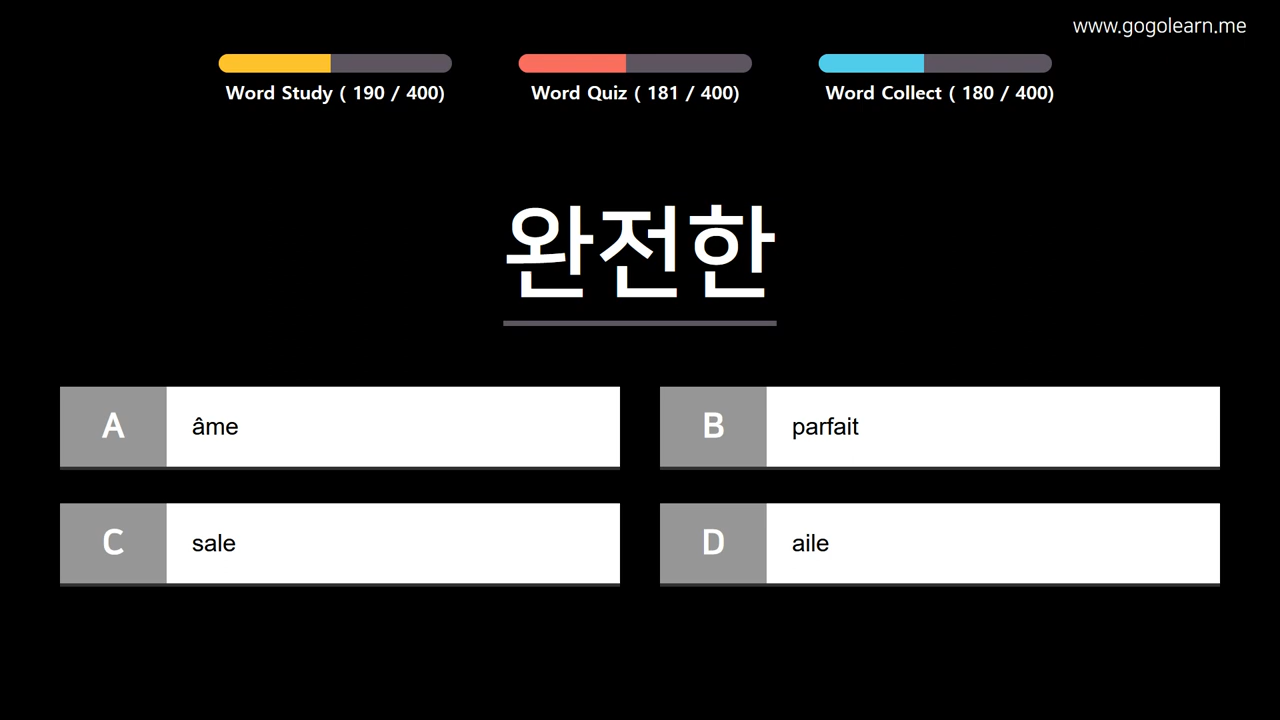 www.gogolearn.me
Word Study ( 190 / 400)
Word Quiz ( 181 / 400)
Word Collect ( 180 / 400)
완전한
A
âme
B
parfait
C
sale
D
aile